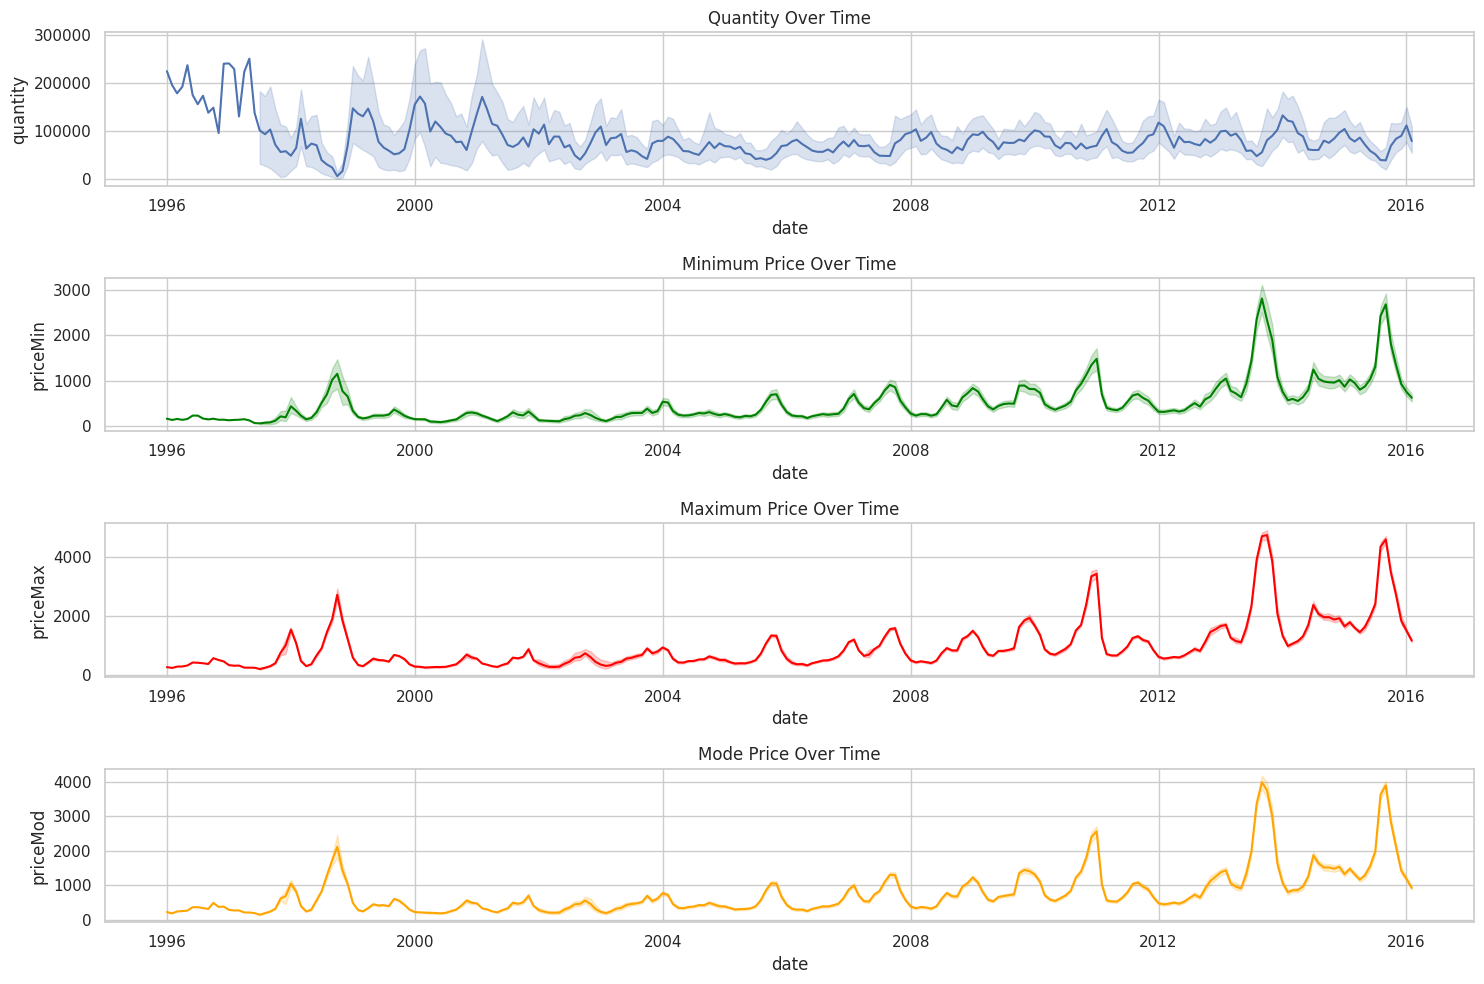 Quantity Over Time
300000
200000
100000
0
quantity
1996 2000 2004 2008 2012 2016
date
Minimum Price Over Time
3000
2000
1000
0
priceMin
1996 2000 2004 2008 2012 2016
date
Maximum Price Over Time
4000
2000
0
priceMax
1996 2000 2004 2008 2012 2016
date
Mode Price Over Time
4000
3000
2000
1000
0
priceMod
1996 2000 2004 2008 2012 2016
date